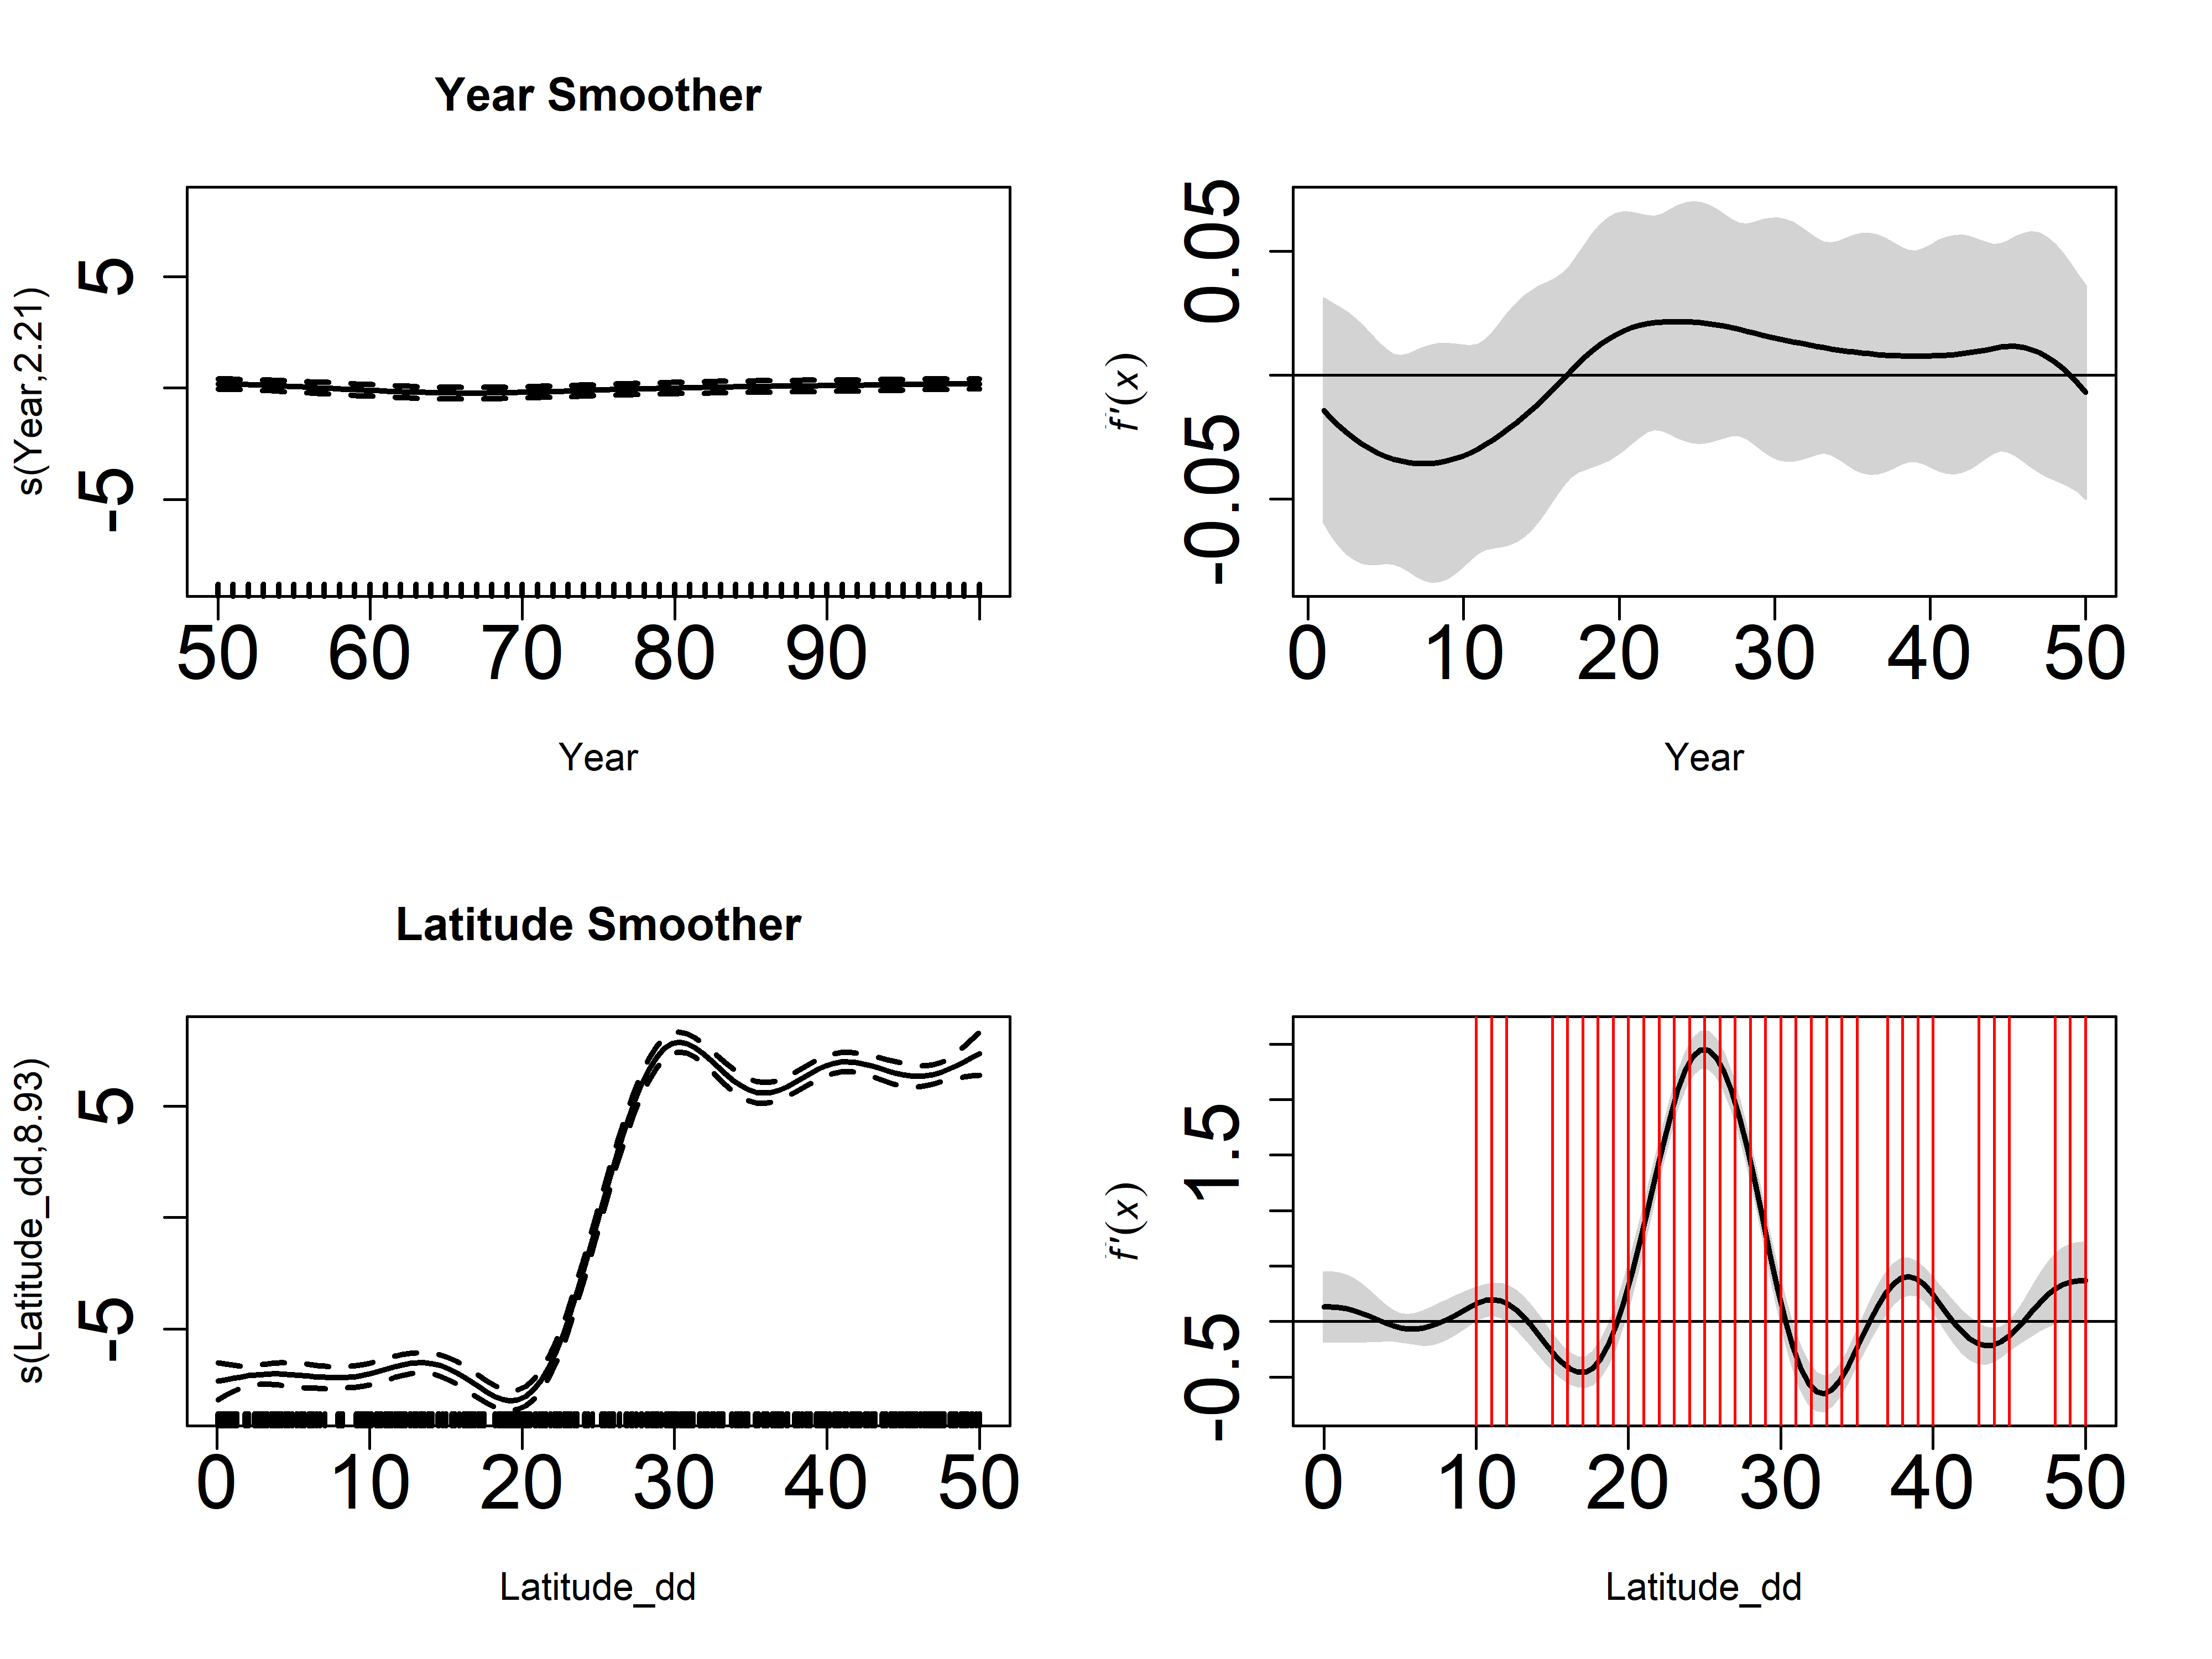 Year Smoother
s(Year,2.21)
5
-5
50 60 70 80 90
Year
f'(x)
0.05
-0.05
0 10 20 30 40 50
Year
Latitude Smoother
s(Latitude_dd,8.93)
5
-5
0 10 20 30 40 50
Latitude_dd
f'(x)
1.5
-0.5
0 10 20 30 40 50
Latitude_dd